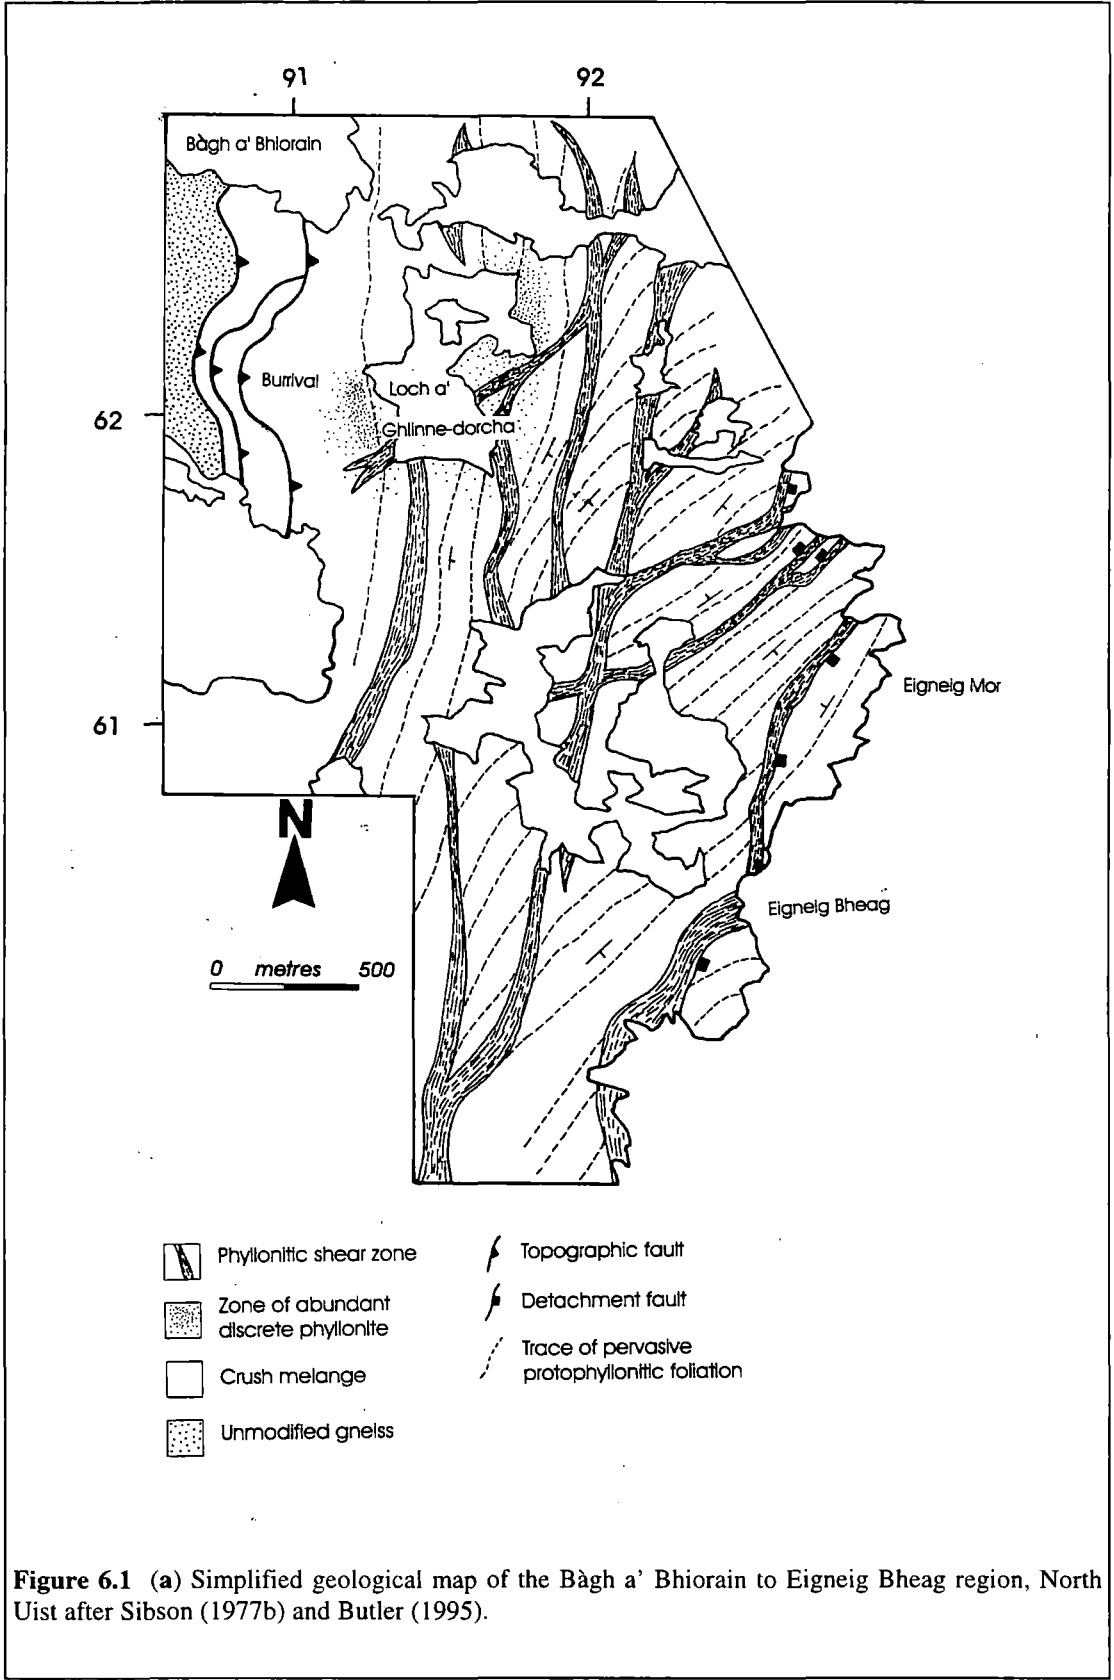 91 92
Bàgh a' Bhiorain
Burrival
Loch a'
62
Ghlinne-dorcha
Eigneig Mor
61
N
Eigneig Bheag
0 metres 500
Phyllonitic shear zone
Zone of abundant
discrete phyllonite
Crush melange
Unmodified gneiss
Topographic fault
Detachment fault
Trace of pervasive
protophyllonitic foliation
Figure 6.1 (a) Simplified geological map of the Bàgh a' Bhiorain to Eigneig Bheag region, North
Uist after Sibson (1977b) and Butler (1995).